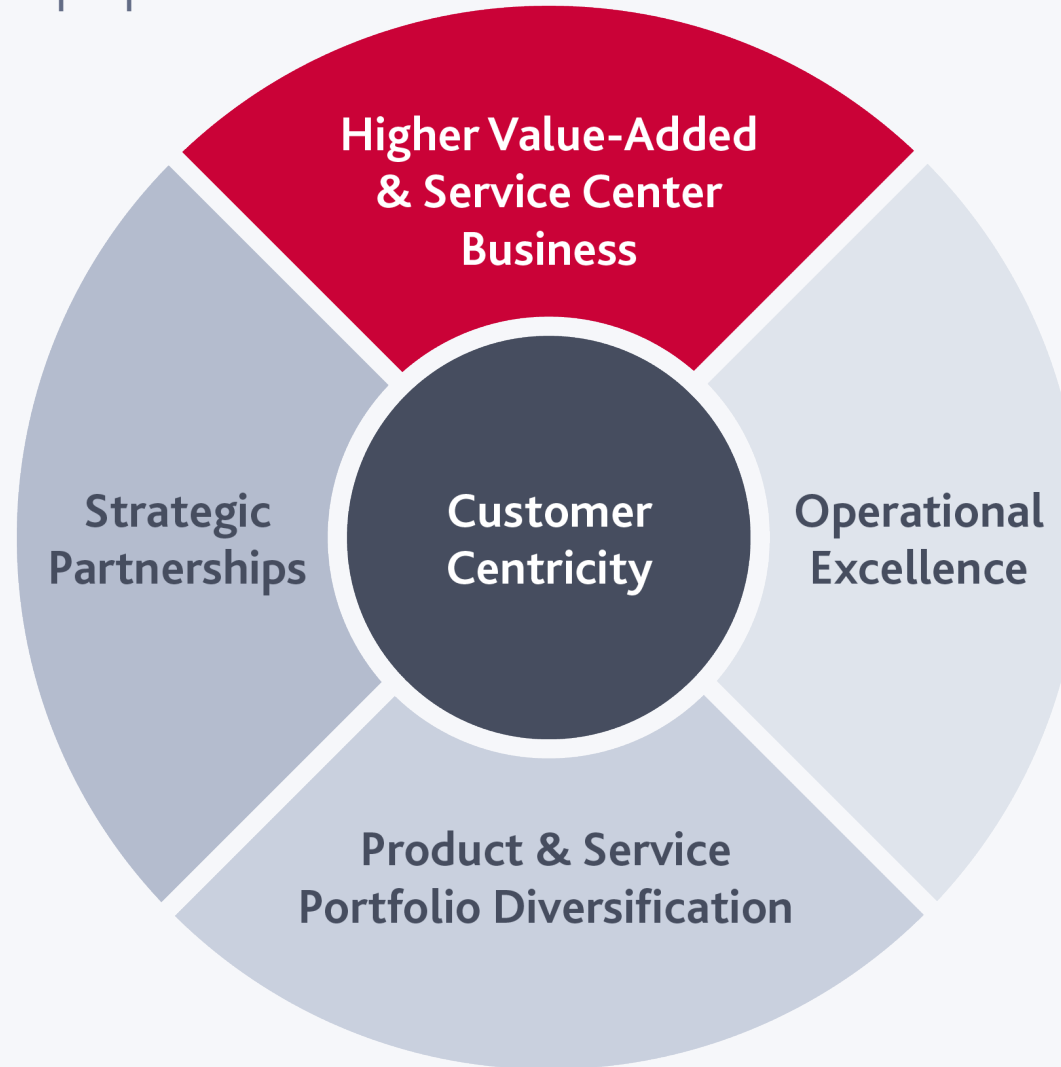 Higher Value-Added
& Service Center
Business
Strategic
Partnerships
Customer
Centricity
Operational
Excellence
Product & Service
Portfolio Diversification